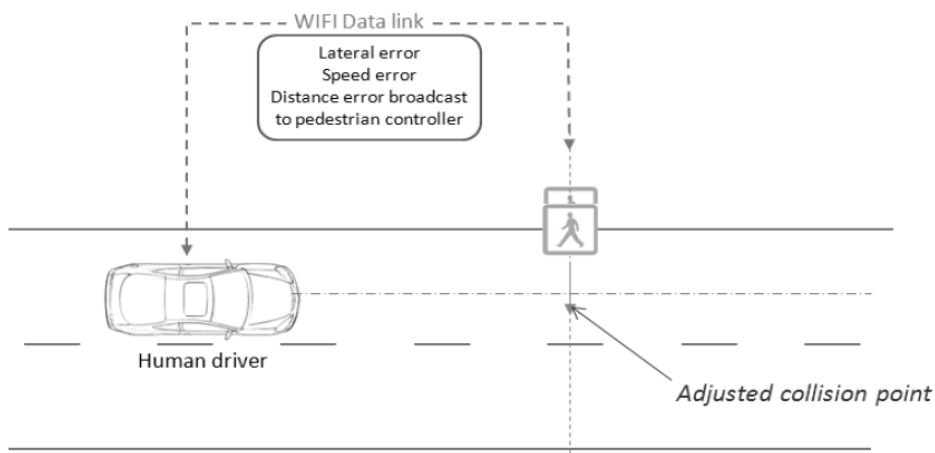 WIFI Data link
Lateral error
Speed error
Distance error broadcast
to pedestrian controller
Human driver
Adjusted collision point